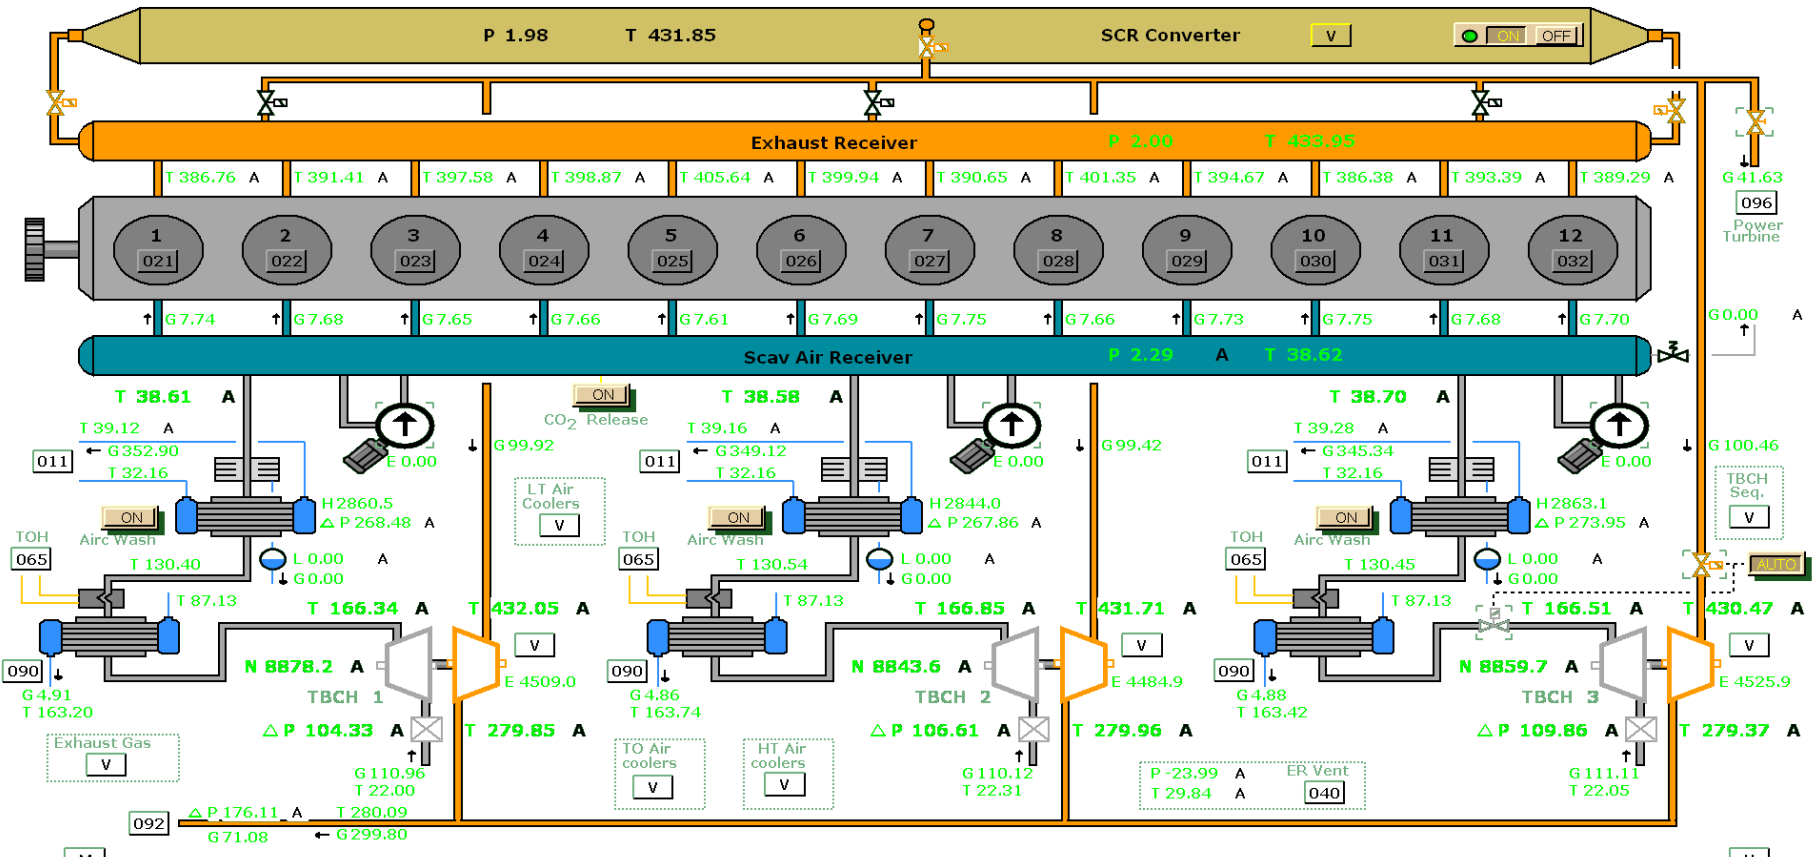 P 1.98 T 431.85 SCR Converter V ON OFF
Exhaust Receiver P 2.00 T 433.95
T 386.76 A T 391.41 A T 397.58 A T 398.87 A T 405.64 A T 399.94 A T 390.65 A T 401.35 A T 394.67 A T 386.38 A T 393.39 A T 389.29 A G 41.63
096
Power
Turbine
1 2 3 4 5 6 7 8 9 10 11 12
021 022 023 024 025 026 027 028 029 030 031 032
G 7.74 G 7.68 G 7.65 G 7.66 G 7.61 G 7.69 G 7.75 G 7.66 G 7.73 G 7.75 G 7.68 G 7.70 G 0.00 A
Scav Air Receiver P 2.29 A T 38.62
T 38.61 A ON T 38.58 A T 38.70 A
CO2 Release
T 39.12 A T 39.16 A T 39.28 A
G 352.90 G 99.92 G 349.12 G 99.42 G 345.34 G 100.46
011 E 0.00 011 E 0.00 011 E 0.00
T 32.16 T 32.16 T 32.16
LT Air
Coolers
V
TBCH
Seq.
V
H 2860.5 H 2844.0 H 2863.1
ON △ P 268.48 A ON △ P 267.86 A ON △ P 273.95 A
TOH Airc Wash TOH Airc Wash TOH Airc Wash
065 T 130.40 L 0.00 A 065 T 130.54 L 0.00 A 065 T 130.45 L 0.00 A AUTO
G 0.00 G 0.00 G 0.00
T 87.13 T 87.13 T 87.13
T 166.34 A T 432.05 A T 166.85 A T 431.71 A T 166.51 A T 430.47 A
V V V
090 N 8878.2 A E 4509.0 090 N 8843.6 A E 4484.9 090 N 8859.7 A E 4525.9
G 4.91 TBCH 1 G 4.86 TBCH 2 G 4.88 TBCH 3
T 163.20 T 163.74 T 163.42
△ P 104.33 A T 279.85 A △ P 106.61 A T 279.96 A △ P 109.86 A T 279.37 A
Exhaust Gas
V
TO Air
coolers
V
HT Air
coolers
V
G 110.96 G 110.12 G 111.11
T 22.00 T 22.31 T 22.05
P -23.99 A ER Vent
T 29.84 A 040
△ P 176.11 A T 280.09
092
G 71.08 G 299.80